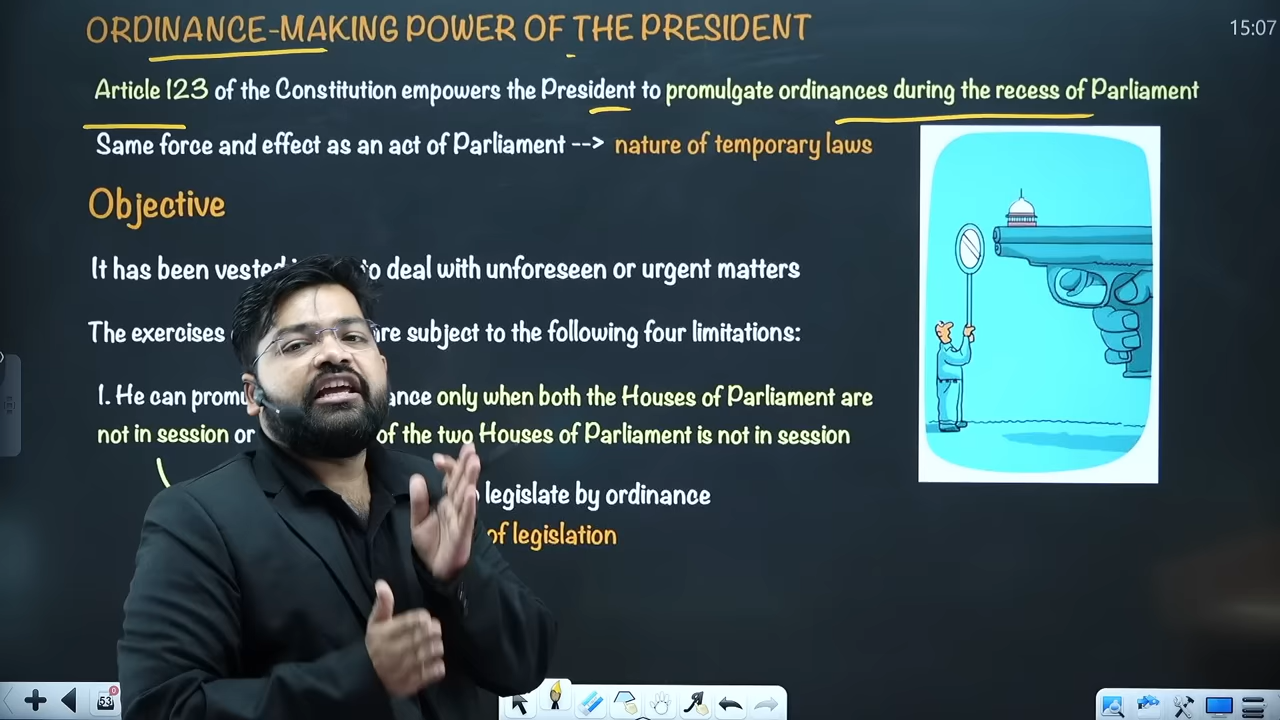 ORDINANCE-MAKING POWER OF THE PRESIDENT
15:07
Article 123 of the Constitution empowers the President to promulgate ordinances during the recess of Parliament
Same force and effect as an act of Parliament --> nature of temporary laws
Objective
It has been vested to deal with unforeseen or urgent matters
The exercises are subject to the following four limitations:
1. He can only when both the Houses of Parliament are
not in session or of the two Houses of Parliament is not in session
legislate by ordinance
of legislation
53
0